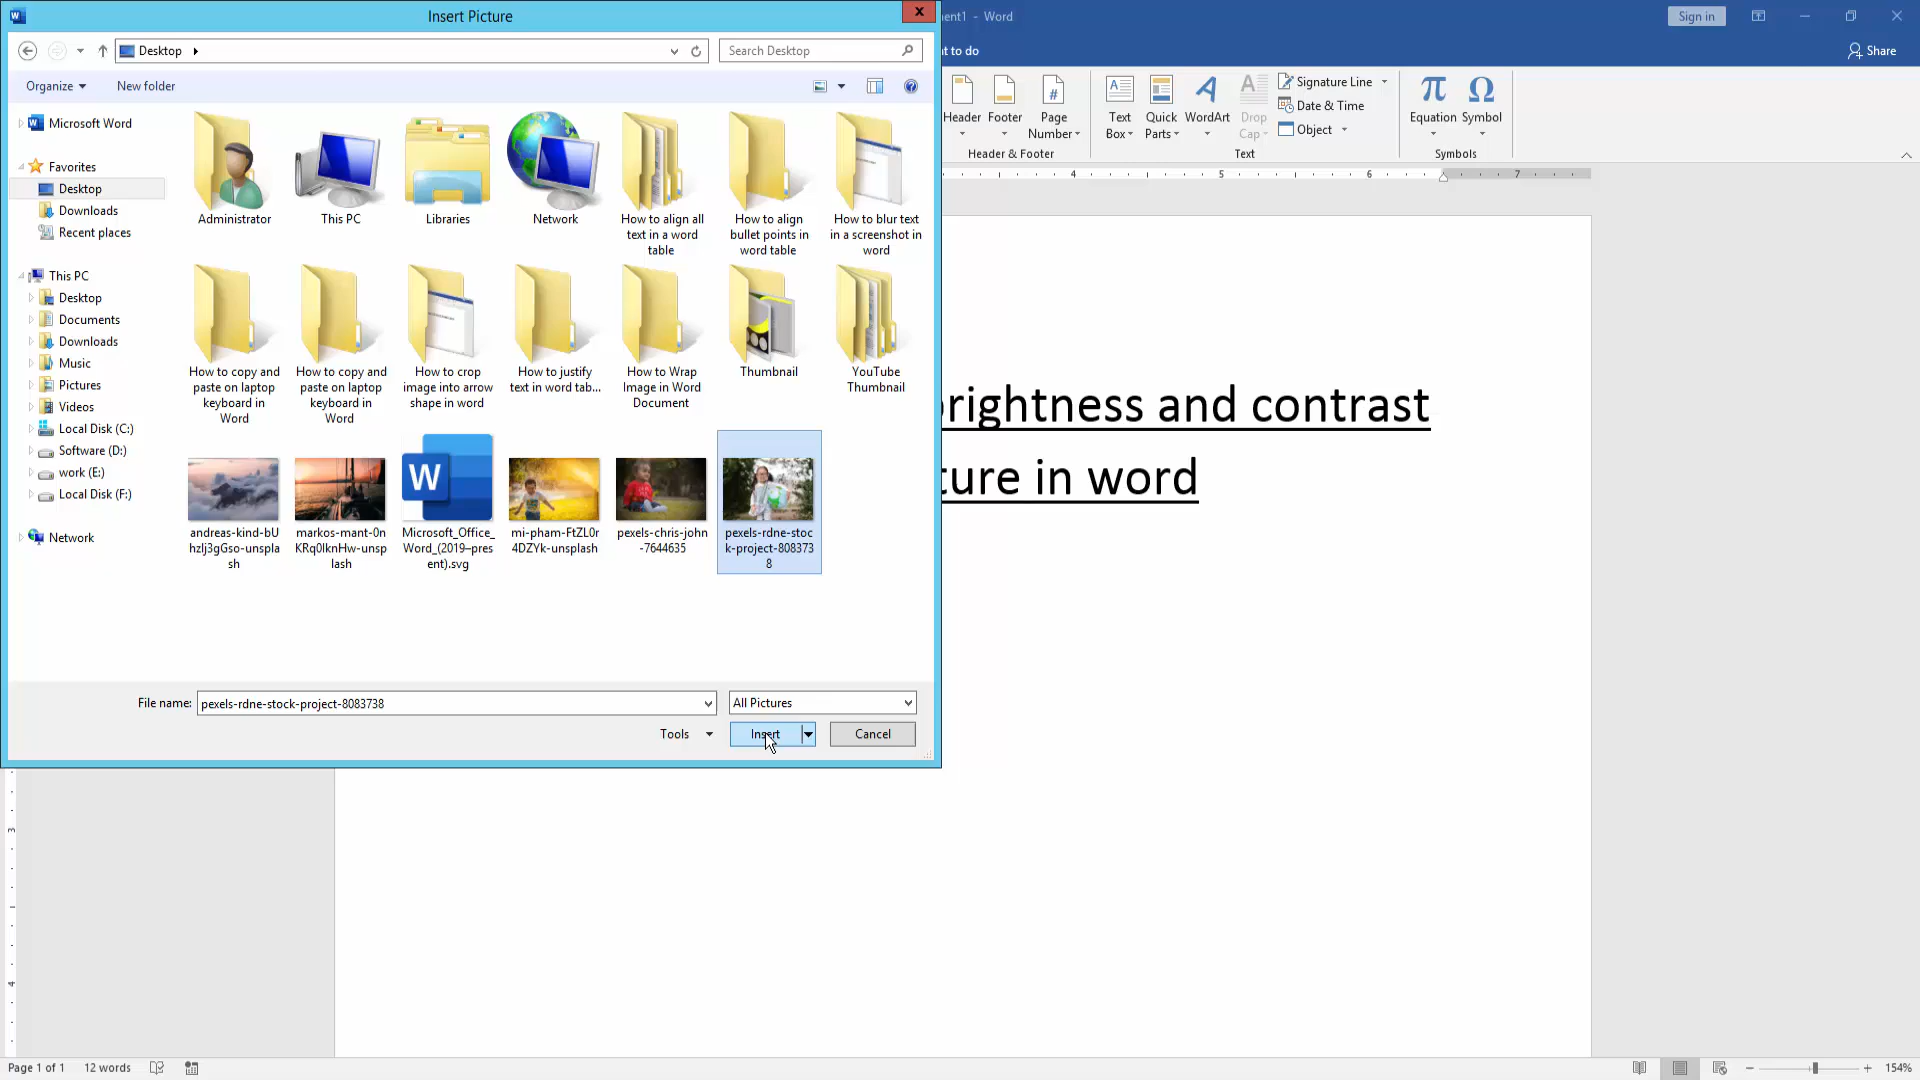 Insert Picture
ent1 - Word
Sign in
Desktop
Search Desktop
t to do
Share
Organize
New folder
Header
Footer
Page
Number
Text
Box
Quick
Parts
WordArt
Drop
Cap
Signature Line
Date & Time
Object
Equation
Symbol
Header & Footer
Text
Symbols
4
5
6
7
Microsoft Word
Favorites
Desktop
Downloads
Recent places
This PC
Desktop
Documents
Downloads
Music
Pictures
Videos
Local Disk (C:)
Software (D:)
work (E:)
Local Disk (F:)
Network
Administrator
This PC
Libraries
Network
How to align all
text in a word
table
How to align
bullet points in
word table
How to blur text
in a screenshot in
word
How to copy and
paste on laptop
keyboard in
Word
How to copy and
paste on laptop
keyboard in
Word
How to crop
image into arrow
shape in word
How to justify
text in word tab...
How to Wrap
Image in Word
Document
Thumbnail
YouTube
Thumbnail
andreas-kind-bU
hzlj3gGso-unspla
sh
markos-mant-0n
KRq0IknHw-unsp
lash
Microsoft_Office_
Word_(2019–pres
ent).svg
mi-pham-FtZL0r
4DZYk-unsplash
pexels-chris-john
-7644635
pexels-rdne-stoc
k-project-808373
8
rightness and contrast
ture in word
File name:
pexels-rdne-stock-project-8083738
All Pictures
Tools
Insert
Cancel
3
4
Page 1 of 1
12 words
154%